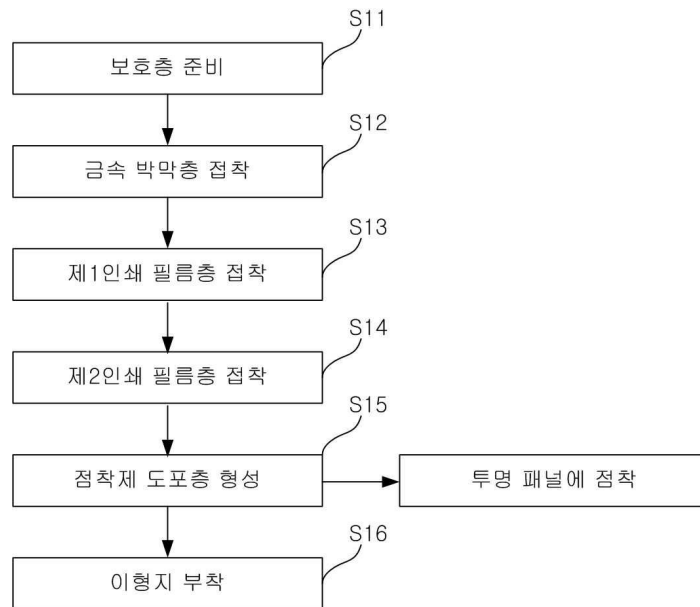 S11
보호층 준비
S12
금속 박막층 접착
S13
제1인쇄 필름층 접착
S14
제2인쇄 필름층 접착
S15
점착제 도포층 형성
투명 패널에 점착
S16
이형지 부착